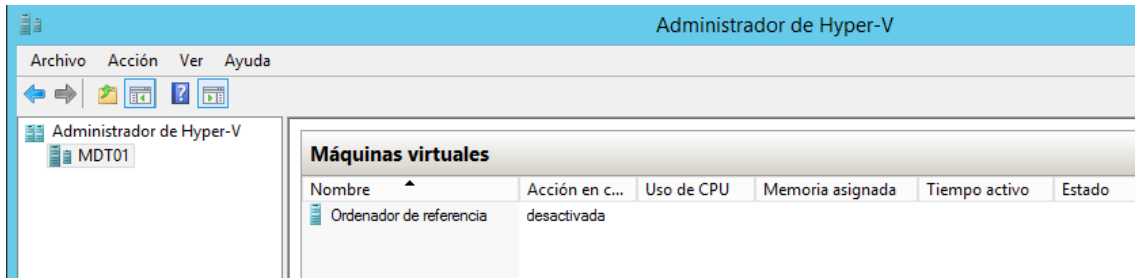 Administrador de Hyper-V
Archivo Acción Ver Ayuda
Administrador de Hyper-V
MDT01
Máquinas virtuales
Nombre Acción en c... Uso de CPU Memoria asignada Tiempo activo Estado
Ordenador de referencia desactivada